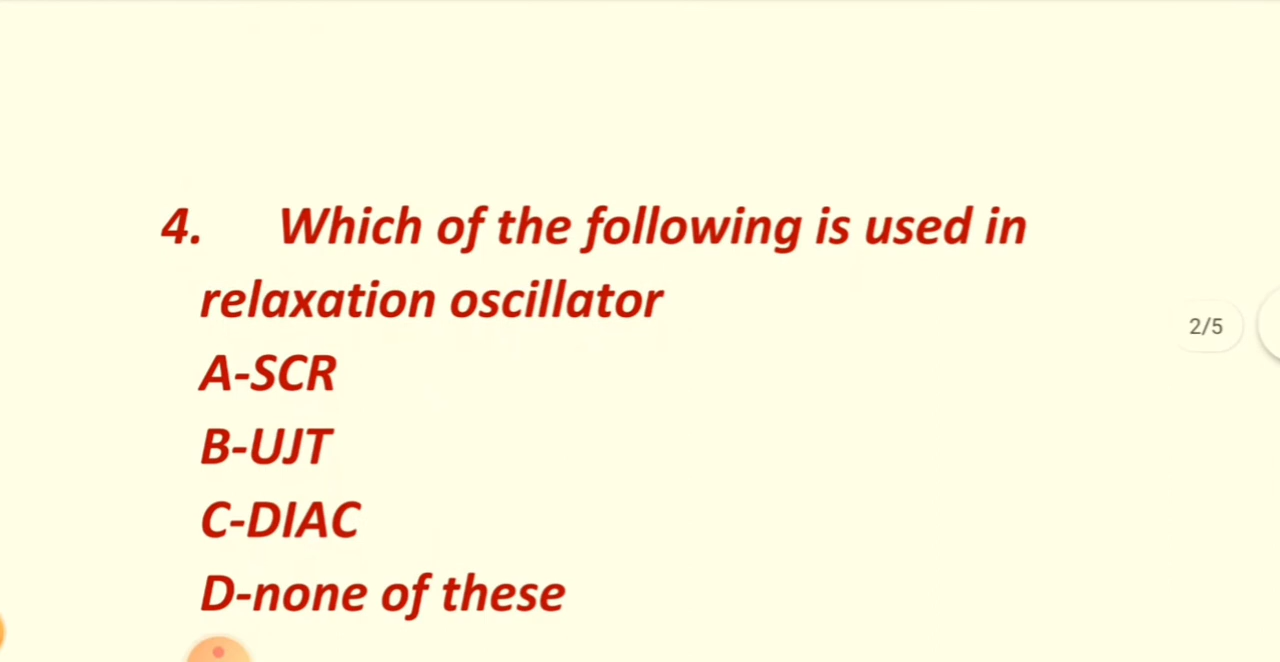 4. Which of the following is used in
relaxation oscillator
A-SCR
B-UJT
C-DIAC
D-none of these
2/5